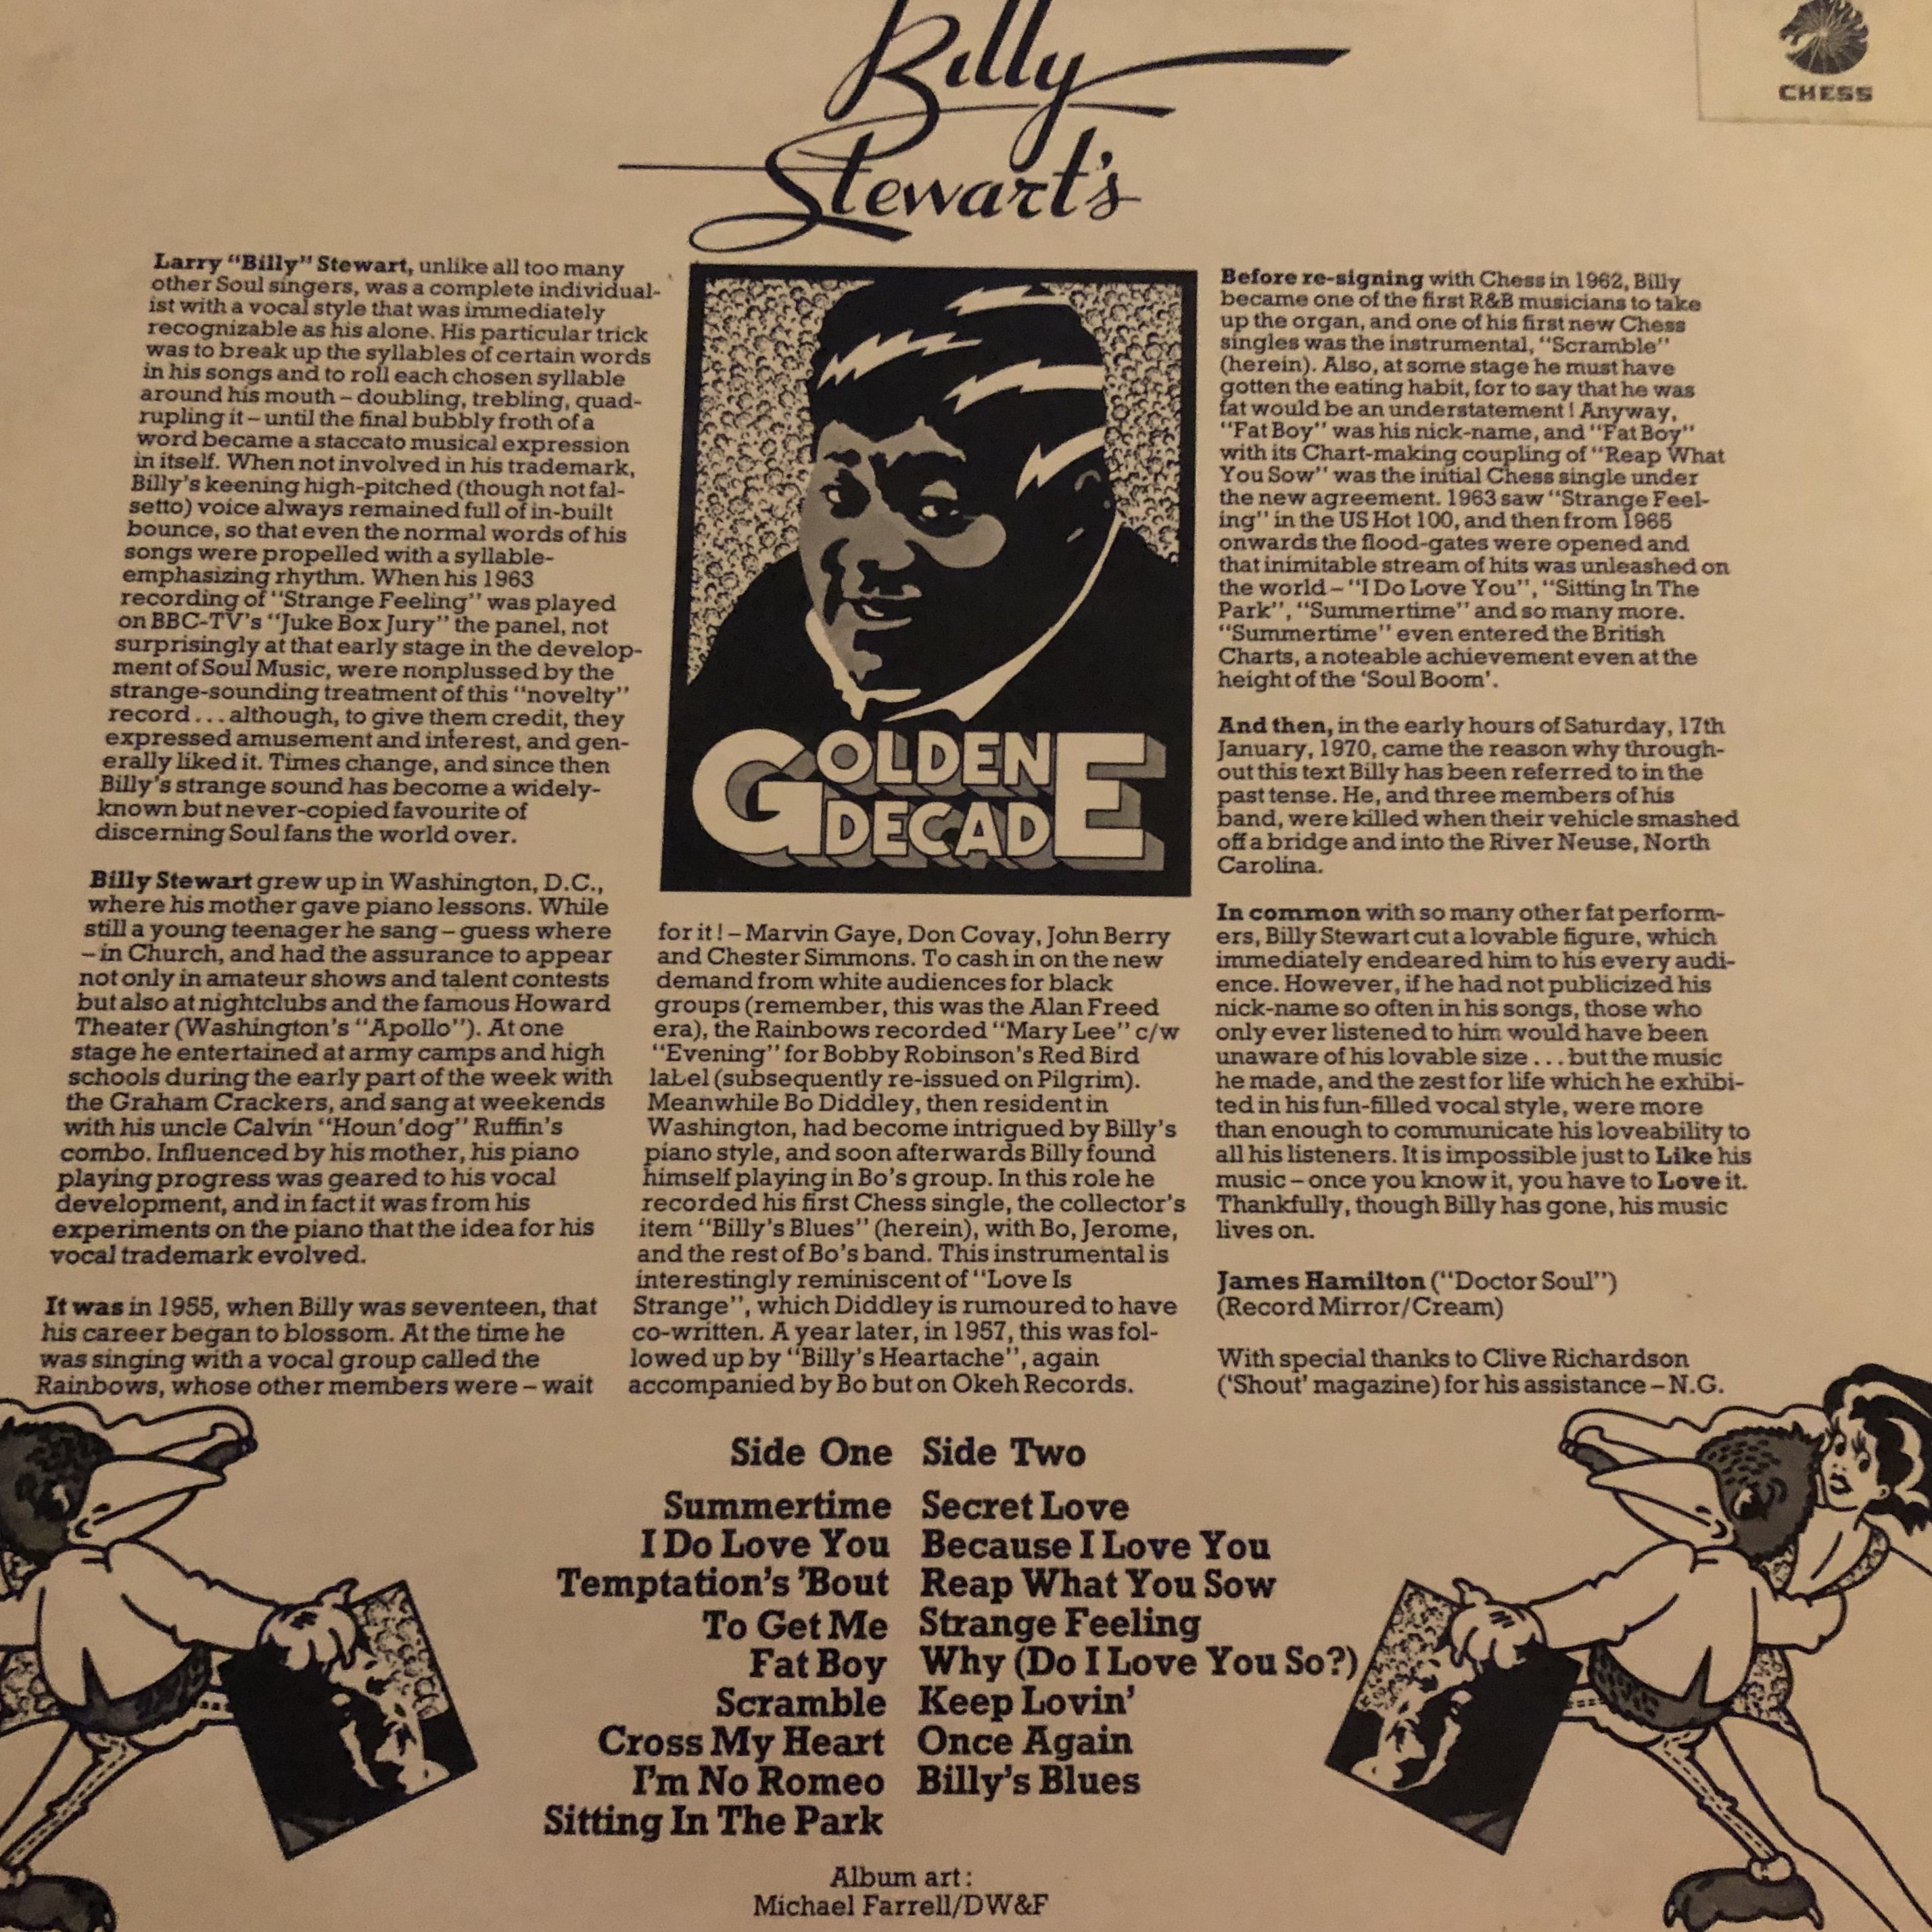 Billy
Stewart's
CHESS
Larry "Billy" Stewart, unlike all too many
other Soul singers, was a complete individual-
ist with a vocal style that was immediately
recognizable as his alone. His particular trick
was to break up the syllables of certain words
in his songs and to roll each chosen syllable
around his mouth – doubling, trebling, quad-
rupling it – until the final bubbly froth of a
word became a staccato musical expression
in itself. When not involved in his trademark,
Billy's keening high-pitched (though not fal-
setto) voice always remained full of in-built
bounce, so that even the normal words of his
songs were propelled with a syllable-
emphasizing rhythm. When his 1963
recording of "Strange Feeling" was played
on BBC-TV's "Juke Box Jury" the panel, not
surprisingly at that early stage in the develop-
ment of Soul Music, were nonplussed by the
strange-sounding treatment of this "novelty"
record . . . although, to give them credit, they
expressed amusement and interest, and gen-
erally liked it. Times change, and since then
Billy's strange sound has become a widely-
known but never-copied favourite of
discerning Soul fans the world over.
Billy Stewart grew up in Washington, D.C.,
where his mother gave piano lessons. While
still a young teenager he sang – guess where
– in Church, and had the assurance to appear
not only in amateur shows and talent contests
but also at nightclubs and the famous Howard
Theater (Washington's "Apollo"). At one
stage he entertained at army camps and high
schools during the early part of the week with
the Graham Crackers, and sang at weekends
with his uncle Calvin "Houn'dog" Ruffin's
combo. Influenced by his mother, his piano
playing progress was geared to his vocal
development, and in fact it was from his
experiments on the piano that the idea for his
vocal trademark evolved.
It was in 1955, when Billy was seventeen, that
his career began to blossom. At the time he
was singing with a vocal group called the
Rainbows, whose other members were – wait
GOLDEN
DECADE
for it! – Marvin Gaye, Don Covay, John Berry
and Chester Simmons. To cash in on the new
demand from white audiences for black
groups (remember, this was the Alan Freed
era), the Rainbows recorded "Mary Lee" c/w
"Evening" for Bobby Robinson's Red Bird
label (subsequently re-issued on Pilgrim).
Meanwhile Bo Diddley, then resident in
Washington, had become intrigued by Billy's
piano style, and soon afterwards Billy found
himself playing in Bo's group. In this role he
recorded his first Chess single, the collector's
item "Billy's Blues" (herein), with Bo, Jerome,
and the rest of Bo's band. This instrumental is
interestingly reminiscent of "Love Is
Strange", which Diddley is rumoured to have
co-written. A year later, in 1957, this was fol-
lowed up by "Billy's Heartache", again
accompanied by Bo but on Okeh Records.
Before re-signing with Chess in 1962, Billy
became one of the first R&B musicians to take
up the organ, and one of his first new Chess
singles was the instrumental, "Scramble"
(herein). Also, at some stage he must have
gotten the eating habit, for to say that he was
fat would be an understatement! Anyway,
"Fat Boy" was his nick-name, and "Fat Boy"
with its Chart-making coupling of "Reap What
You Sow" was the initial Chess single under
the new agreement. 1963 saw "Strange Feel-
ing" in the US Hot 100, and then from 1965
onwards the flood-gates were opened and
that inimitable stream of hits was unleashed on
the world – "I Do Love You", "Sitting In The
Park", "Summertime" and so many more.
"Summertime" even entered the British
Charts, a noteable achievement even at the
height of the 'Soul Boom'.
And then, in the early hours of Saturday, 17th
January, 1970, came the reason why through-
out this text Billy has been referred to in the
past tense. He, and three members of his
band, were killed when their vehicle smashed
off a bridge and into the River Neuse, North
Carolina.
In common with so many other fat perform-
ers, Billy Stewart cut a lovable figure, which
immediately endeared him to his every audi-
ence. However, if he had not publicized his
nick-name so often in his songs, those who
only ever listened to him would have been
unaware of his lovable size . . . but the music
he made, and the zest for life which he exhibi-
ted in his fun-filled vocal style, were more
than enough to communicate his loveability to
all his listeners. It is impossible just to Like his
music – once you know it, you have to Love it.
Thankfully, though Billy has gone, his music
lives on.
James Hamilton ("Doctor Soul")
(Record Mirror/Cream)
With special thanks to Clive Richardson
('Shout' magazine) for his assistance – N.G.
Side One
Summertime
I Do Love You
Temptation's 'Bout
To Get Me
Fat Boy
Scramble
Cross My Heart
I'm No Romeo
Sitting In The Park
Side Two
Secret Love
Because I Love You
Reap What You Sow
Strange Feeling
Why (Do I Love You So?)
Keep Lovin'
Once Again
Billy's Blues
Album art:
Michael Farrell/DW&F